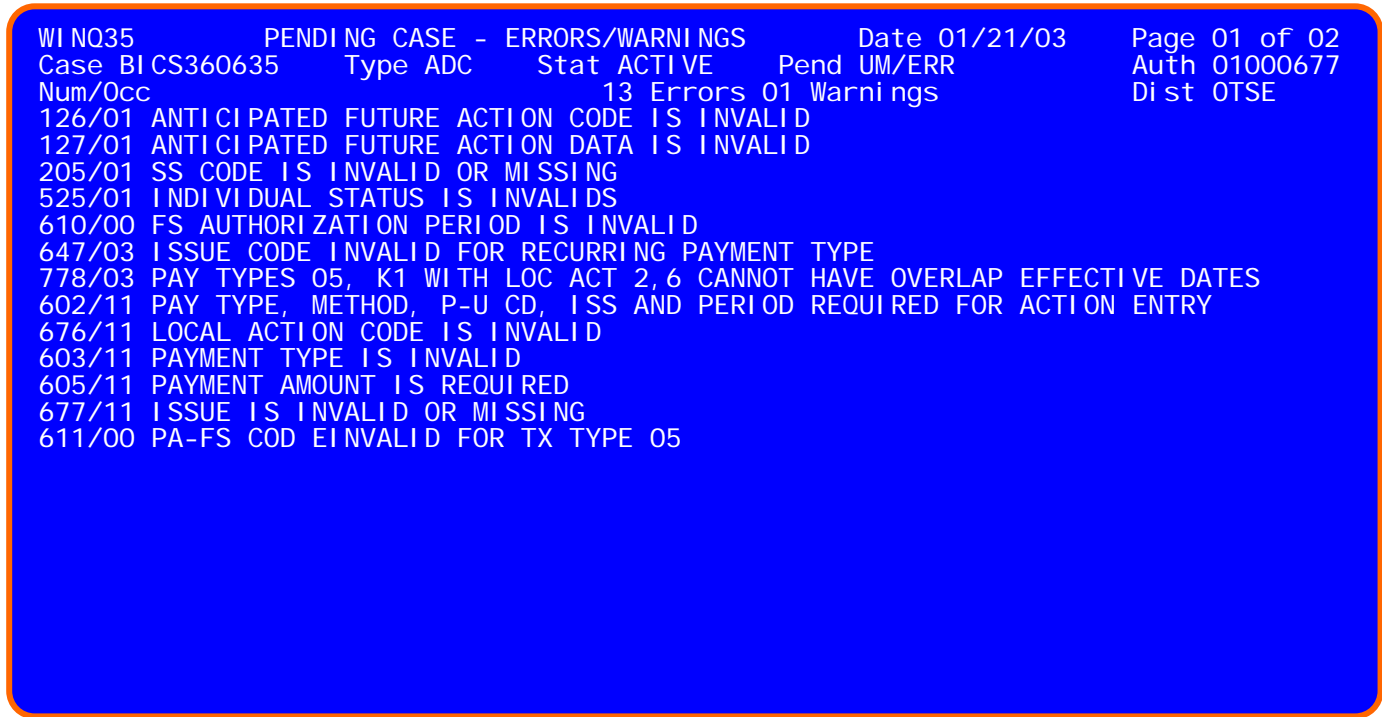 WINQ35 PENDING CASE - ERRORS/WARNINGS Date 01/21/03 Page 01 of 02
Case BICS360635 Type ADC Stat ACTIVE Pend UM/ERR Auth 01000677
Num/Occ 13 Errors 01 Warnings Dist OTSE
126/01 ANTICIPATED FUTURE ACTION CODE IS INVALID
127/01 ANTICIPATED FUTURE ACTION DATA IS INVALID
205/01 SS CODE IS INVALID OR MISSING
525/01 INDIVIDUAL STATUS IS INVALIDS
610/00 FS AUTHORIZATION PERIOD IS INVALID
647/03 ISSUE CODE INVALID FOR RECURRING PAYMENT TYPE
778/03 PAY TYPES 05, K1 WITH LOC ACT 2,6 CANNOT HAVE OVERLAP EFFECTIVE DATES
602/11 PAY TYPE, METHOD, P-U CD, ISS AND PERIOD REQUIRED FOR ACTION ENTRY
676/11 LOCAL ACTION CODE IS INVALID
603/11 PAYMENT TYPE IS INVALID
605/11 PAYMENT AMOUNT IS REQUIRED
677/11 ISSUE IS INVALID OR MISSING
611/00 PA-FS COD EINVALID FOR TX TYPE 05